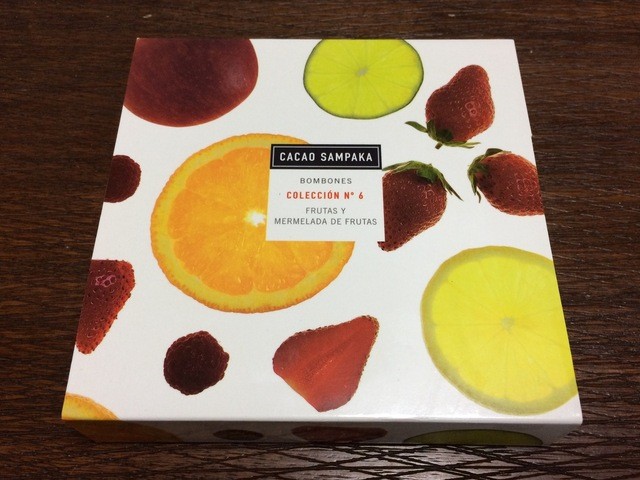 CACAO SAMPAKA
BOMBONES
COLECCIÓN Nº 6
FRUTAS Y
MERMELADA DE FRUTAS